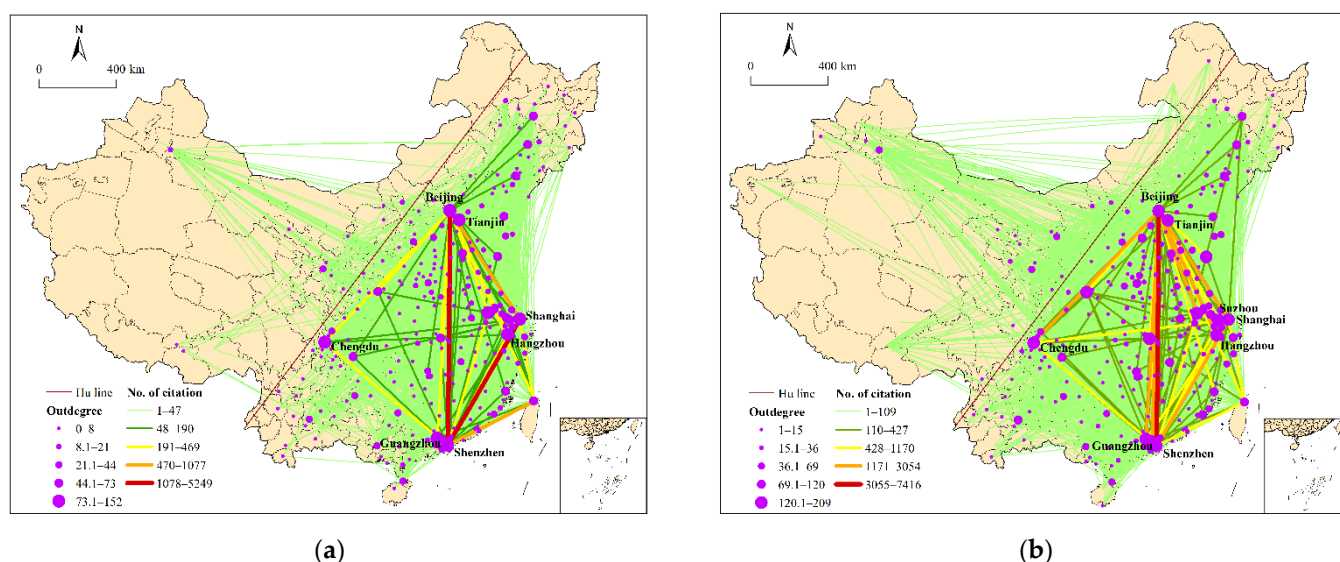 N
0 400 km
Beijing
Tianjin
Shanghai
Hangzhou
Chengdu
Guangzhou
Shenzhen
Hu line
Outdegree
0–8
8.1–21
21.1–44
44.1–73
73.1–152
No. of citation
1–47
48–190
191–469
470–1077
1078–5249
(a)
N
0 400 km
Beijing
Tianjin
Suzhou
Shanghai
Hangzhou
Chengdu
Guangzhou
Shenzhen
Hu line
Outdegree
1–15
15.1–36
36.1–69
69.1–120
120.1–209
No. of citation
1–109
110–427
428–1170
1171–3054
3055–7416
(b)